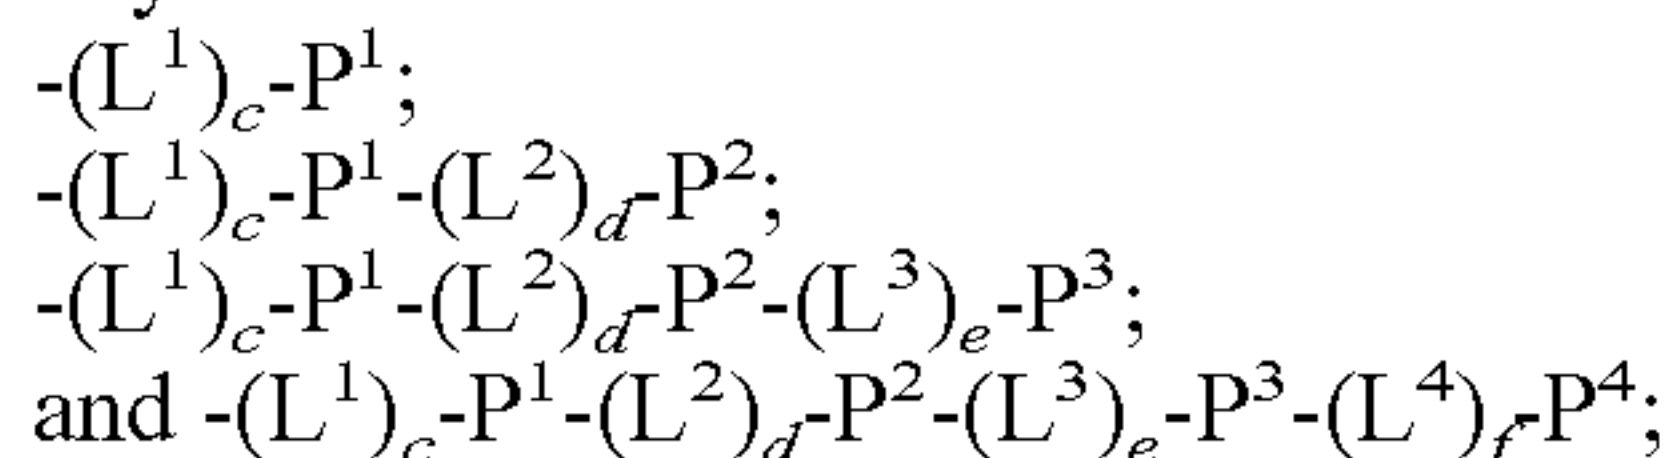 -(L¹)c-P¹;
-(L¹)c-P¹-(L²)d-P²;
-(L¹)c-P¹-(L²)d-P²-(L³)e-P³;
and -(L¹)c-P¹-(L²)d-P²-(L³)e-P³-(L⁴)f-P⁴;